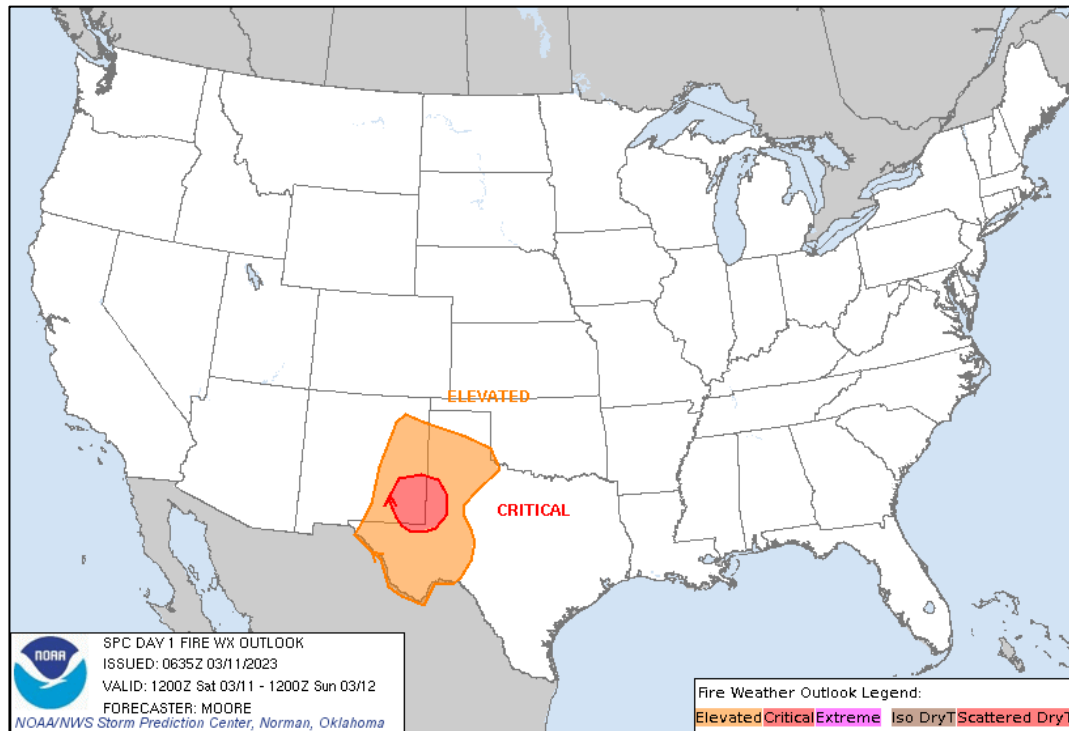 ELEVATED
CRITICAL
NOAA
SPC DAY 1 FIRE WX OUTLOOK
ISSUED: 0635Z 03/11/2023
VALID: 1200Z Sat 03/11 - 1200Z Sun 03/12
FORECASTER: MOORE
NOAA/NWS Storm Prediction Center, Norman, Oklahoma
Fire Weather Outlook Legend:
Elevated Critical Extreme Iso DryT Scattered DryT